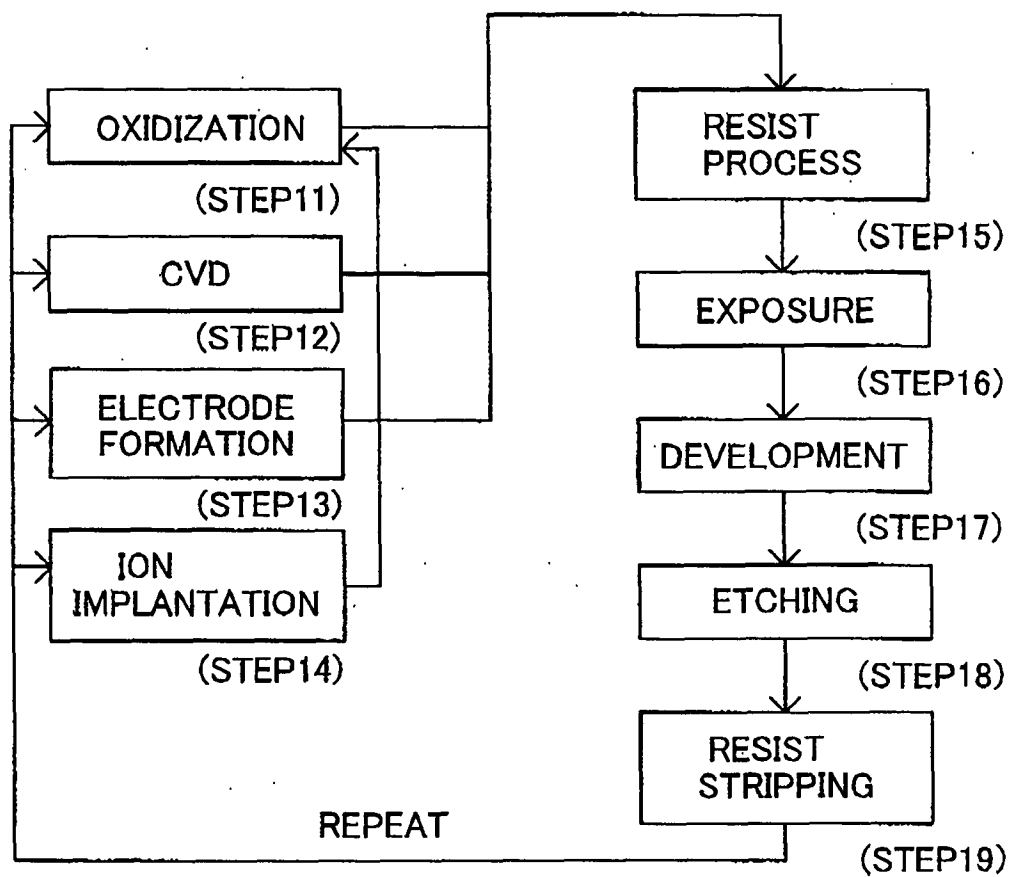 OXIDIZATION
(STEP11)
CVD
(STEP12)
ELECTRODE
FORMATION
(STEP13)
ION
IMPLANTATION
(STEP14)
RESIST
PROCESS
(STEP15)
EXPOSURE
(STEP16)
DEVELOPMENT
(STEP17)
ETCHING
(STEP18)
RESIST
STRIPPING
(STEP19)
REPEAT